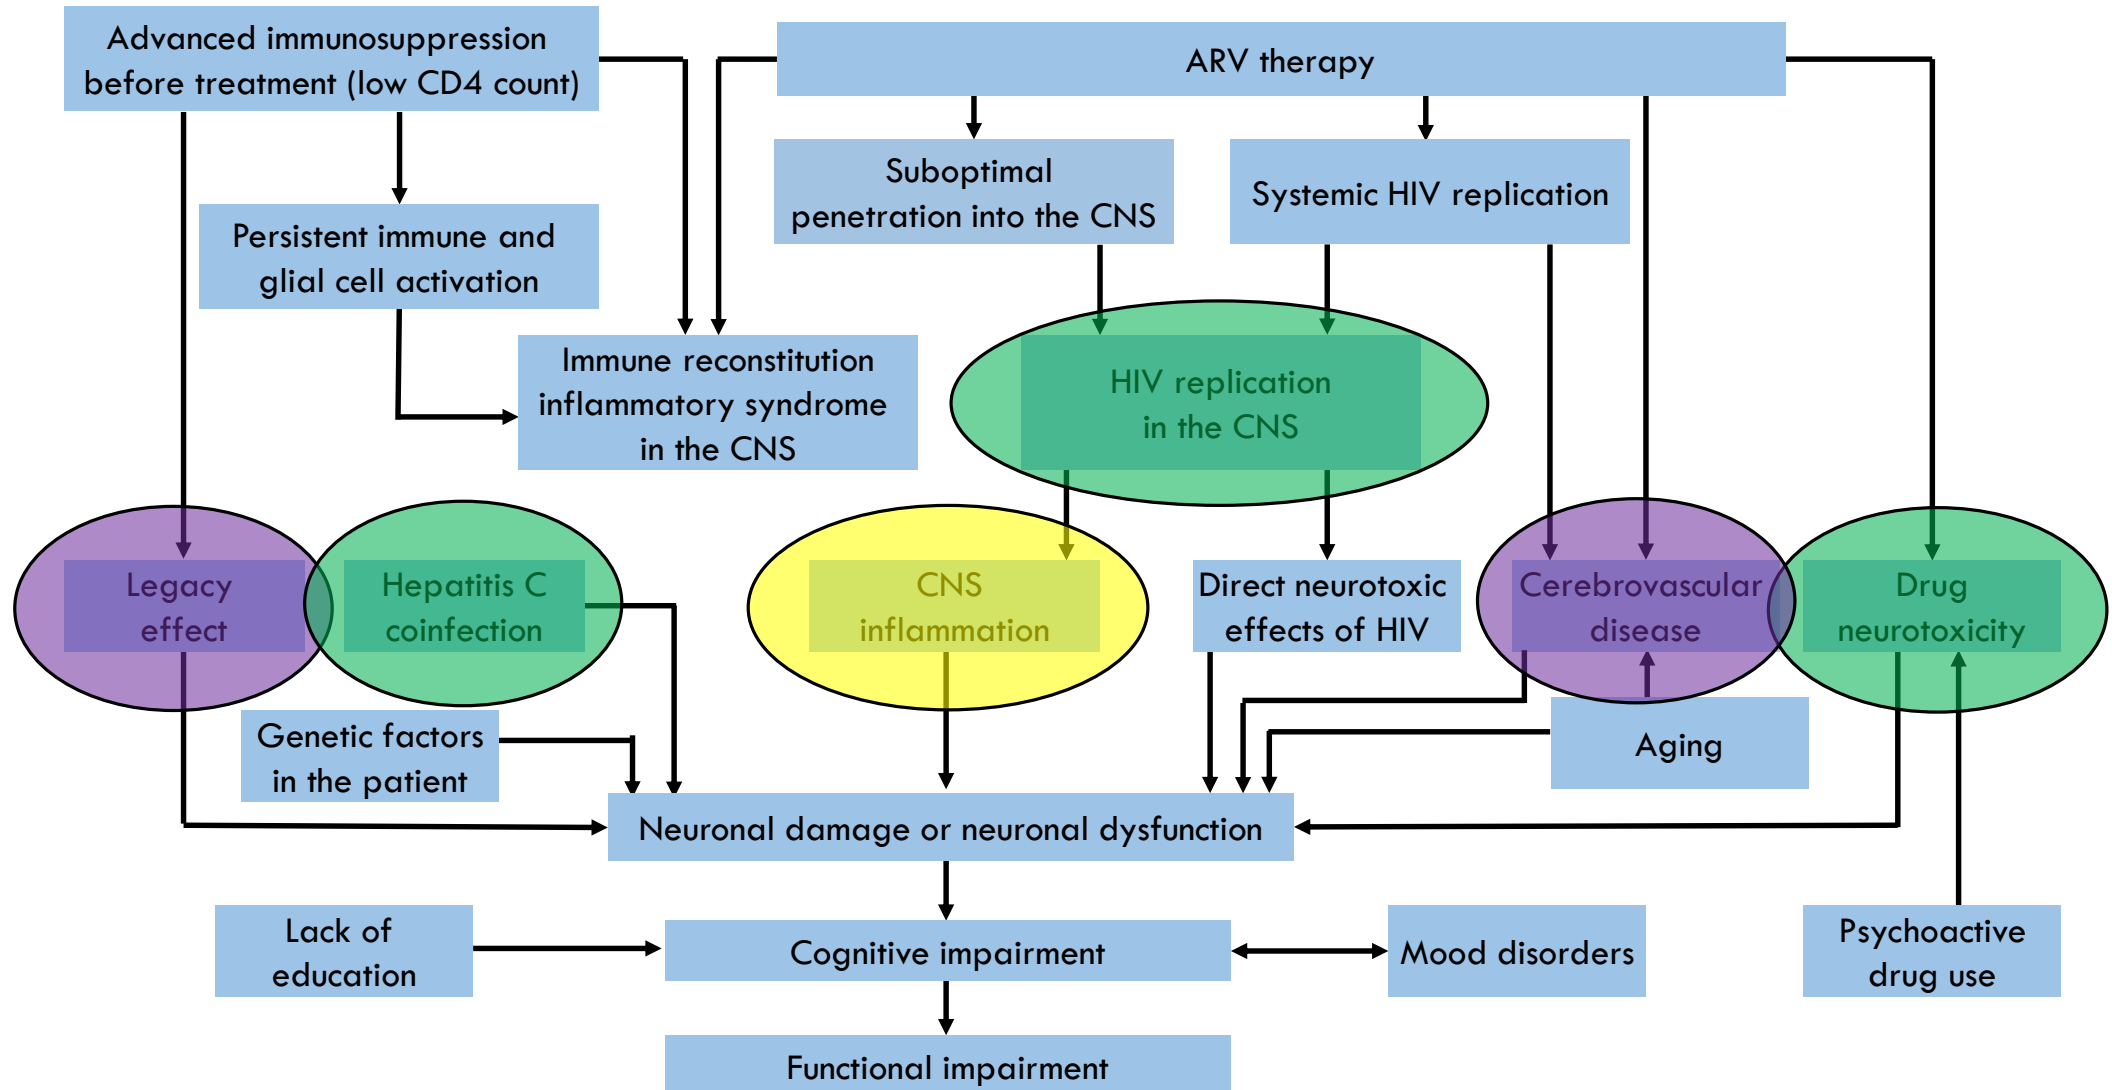 Advanced immunosuppression
before treatment (low CD4 count)
ARV therapy
Suboptimal
penetration into the CNS
Systemic HIV replication
Persistent immune and
glial cell activation
Immune reconstitution
inflammatory syndrome
in the CNS
HIV replication
in the CNS
Legacy
effect
Hepatitis C
coinfection
CNS
inflammation
Direct neurotoxic
effects of HIV
Cerebrovascular
disease
Drug
neurotoxicity
Genetic factors
in the patient
Aging
Neuronal damage or neuronal dysfunction
Lack of
education
Cognitive impairment
Mood disorders
Psychoactive
drug use
Functional impairment